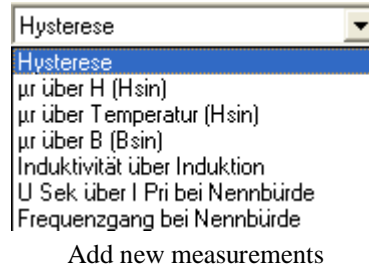 Hysterese
Hysterese
µr über H (Hsin)
µr über Temperatur (Hsin)
µr über B (Bsin)
Induktivität über Induktion
U Sek über I Pri bei Nennbürde
Frequenzgang bei Nennbürde
Add new measurements